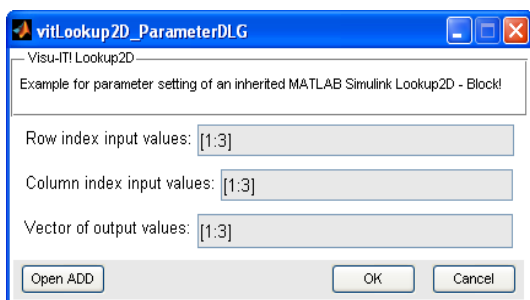 vitLookup2D_ParameterDLG
Visu-IT! Lookup2D
Example for parameter setting of an inherited MATLAB Simulink Lookup2D - Block!
Row index input values: [1:3]
Column index input values: [1:3]
Vector of output values: [1:3]
Open ADD OK Cancel